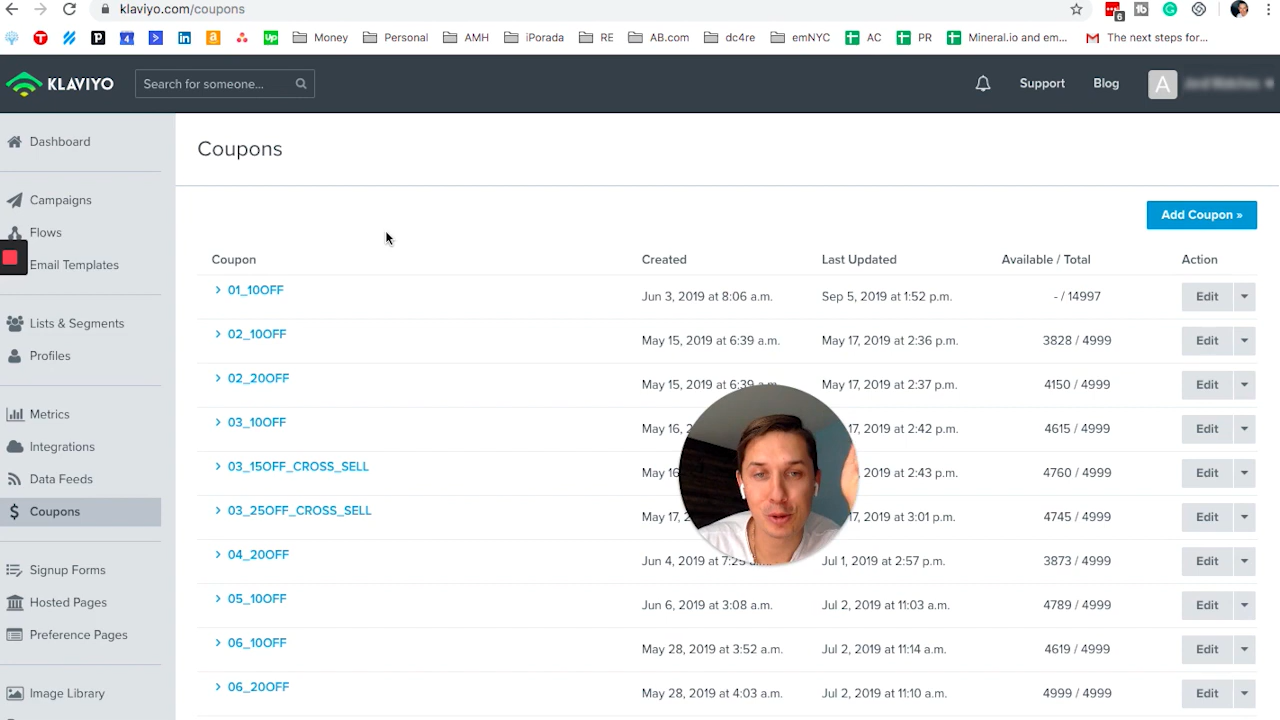 klaviyo.com/coupons
6
Money
Personal
AMH
iPorada
RE
AB.com
dc4re
emNYC
AC
PR
Mineral.io and em...
The next steps for...
KLAVIYO
Search for someone...
Support
Blog
A
Dashboard
Campaigns
Flows
Email Templates
Lists & Segments
Profiles
Metrics
Integrations
Data Feeds
Coupons
Signup Forms
Hosted Pages
Preference Pages
Image Library
Coupons
Add Coupon »
Coupon Created Last Updated Available / Total Action
01_10OFF Jun 3, 2019 at 8:06 a.m. Sep 5, 2019 at 1:52 p.m. - / 14997 Edit
02_10OFF May 15, 2019 at 6:39 a.m. May 17, 2019 at 2:36 p.m. 3828 / 4999 Edit
02_20OFF May 15, 2019 at 6:39 a.m. May 17, 2019 at 2:37 p.m. 4150 / 4999 Edit
03_10OFF May 16, 17, 2019 at 2:42 p.m. 4615 / 4999 Edit
03_15OFF_CROSS_SELL May 16 17, 2019 at 2:43 p.m. 4760 / 4999 Edit
03_25OFF_CROSS_SELL May 17, 17, 2019 at 3:01 p.m. 4745 / 4999 Edit
04_20OFF Jun 4, 2019 at 7:25 Jul 1, 2019 at 2:57 p.m. 3873 / 4999 Edit
05_10OFF Jun 6, 2019 at 3:08 a.m. Jul 2, 2019 at 11:03 a.m. 4789 / 4999 Edit
06_10OFF May 28, 2019 at 3:52 a.m. Jul 2, 2019 at 11:14 a.m. 4619 / 4999 Edit
06_20OFF May 28, 2019 at 4:03 a.m. Jul 2, 2019 at 11:10 a.m. 4999 / 4999 Edit